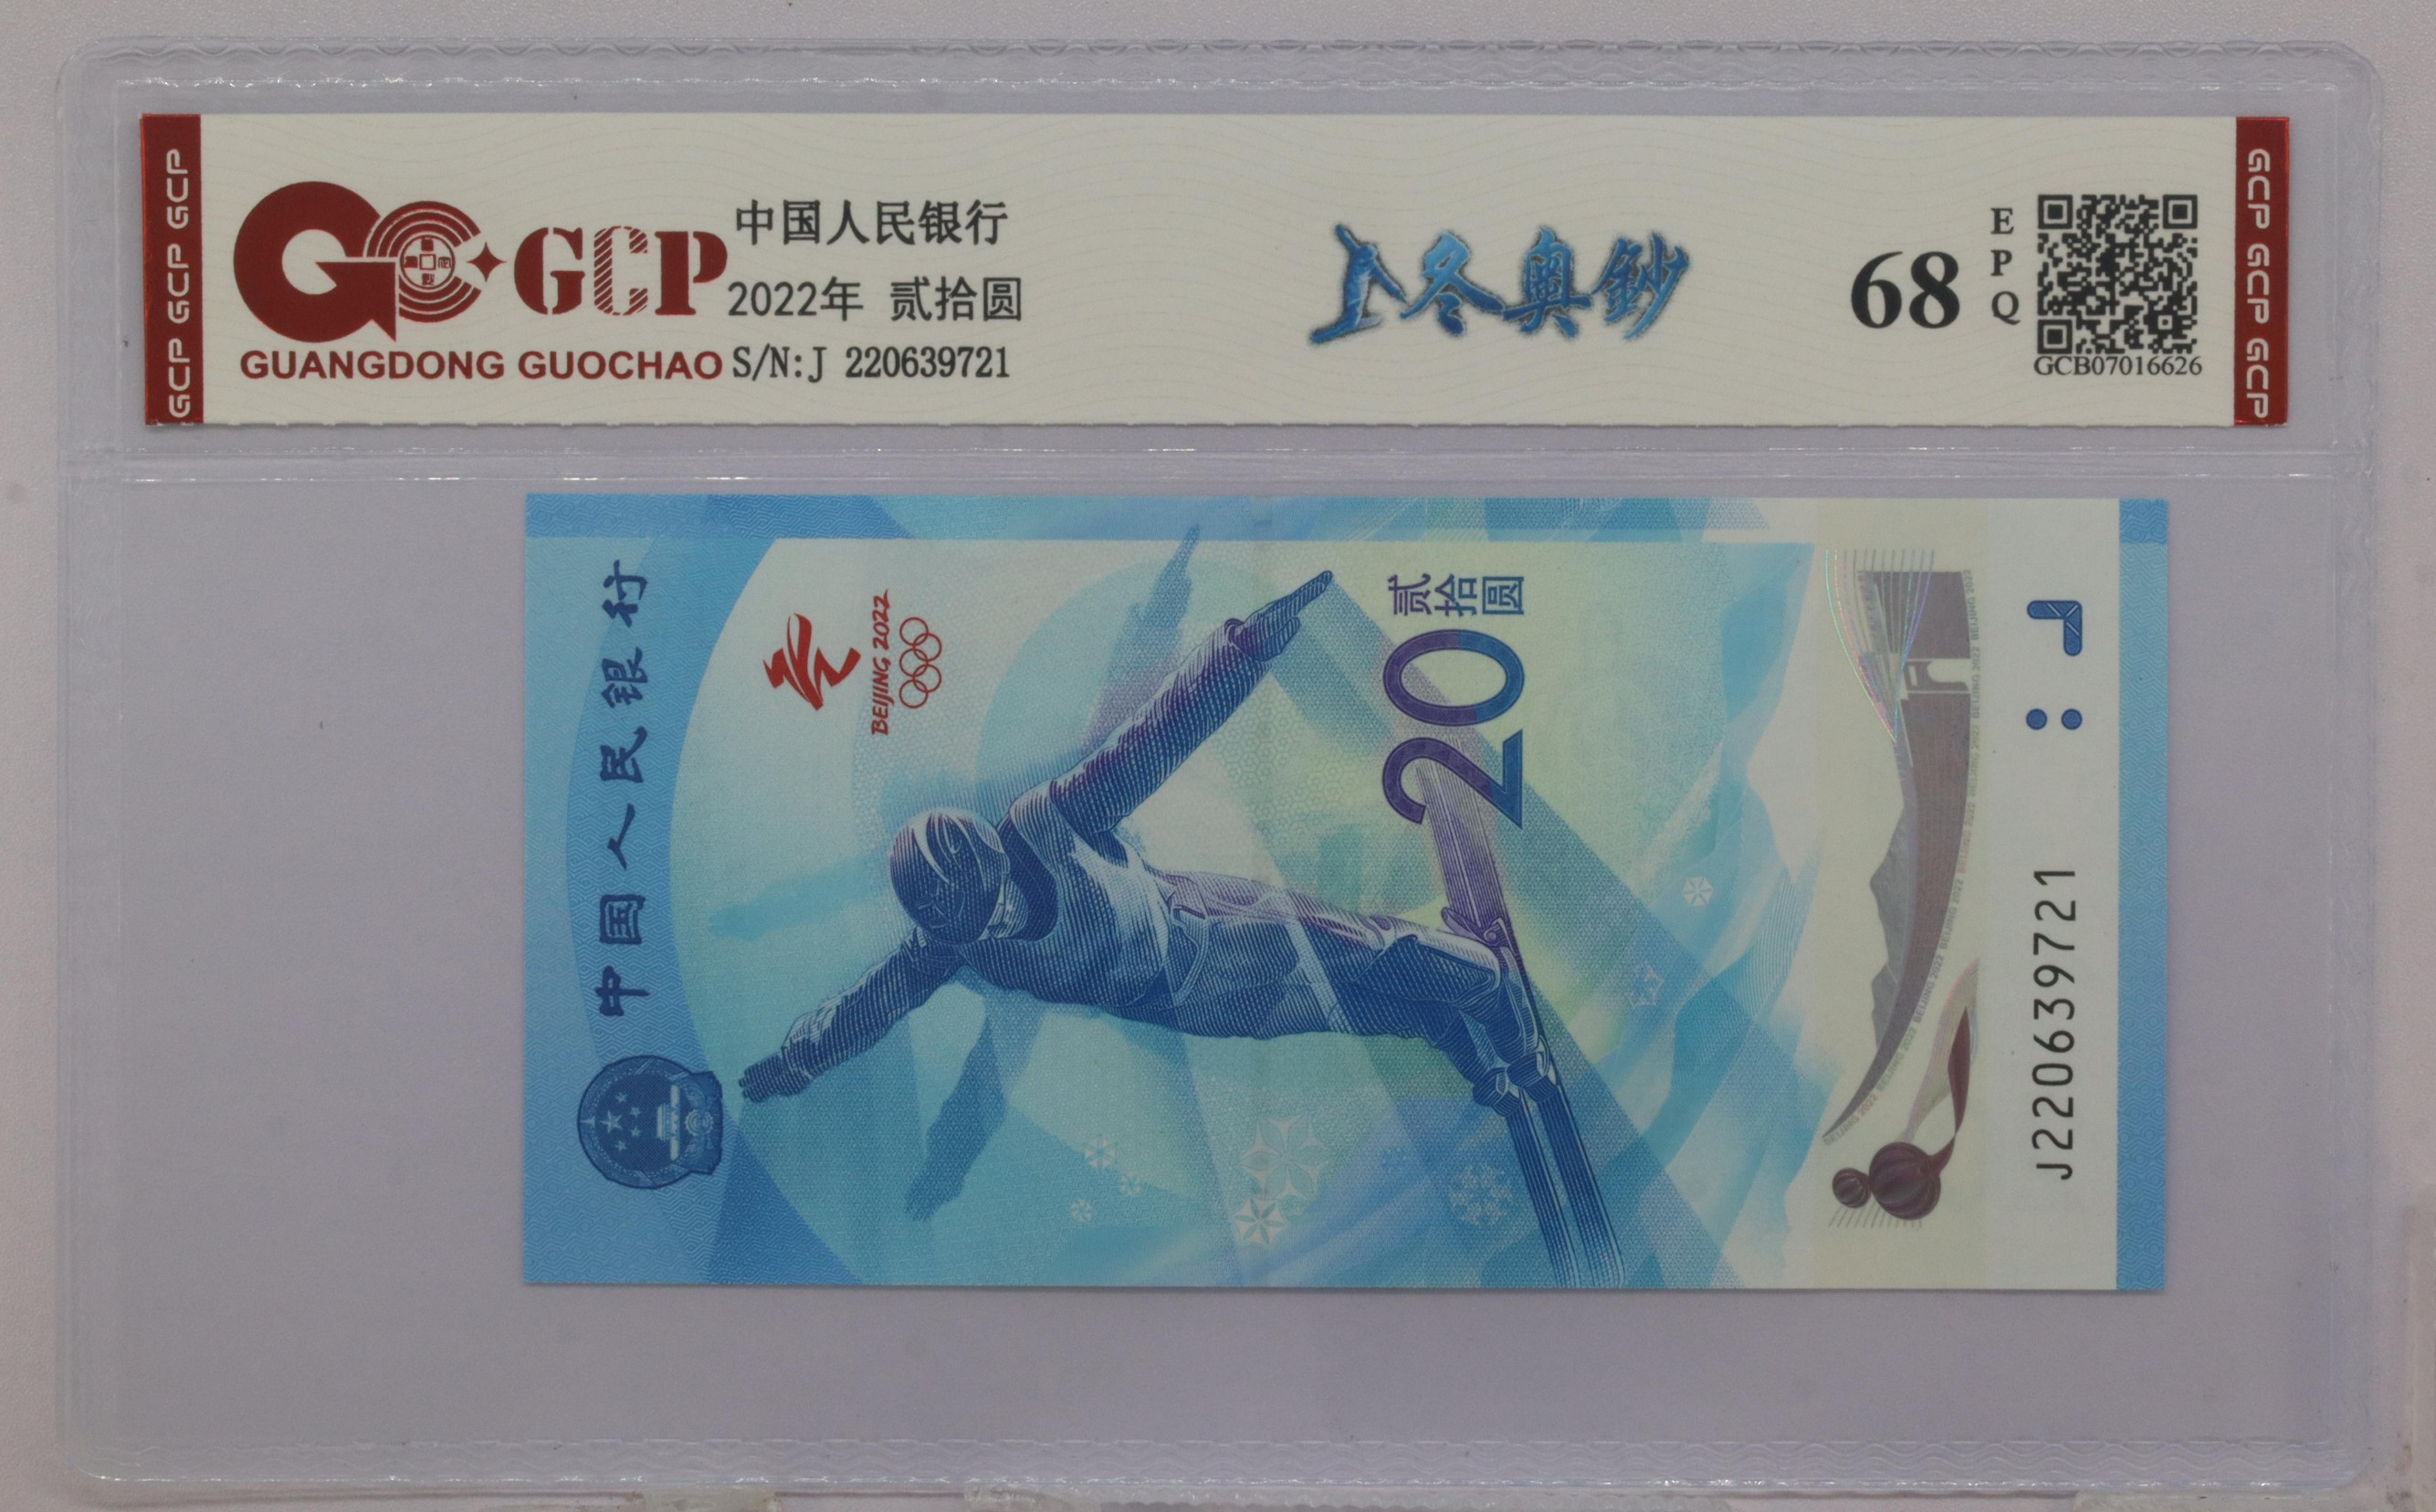 GCP GCP GCP
GCP
GUANGDONG GUOCHAO
中国人民银行
2022年 贰拾圆
S/N:J 220639721
冬奥鈔
68
EPQ
GCB07016626
GCP GCP GCP
中国人民银行
BEIJING 2022
贰拾圆
20
J220639721